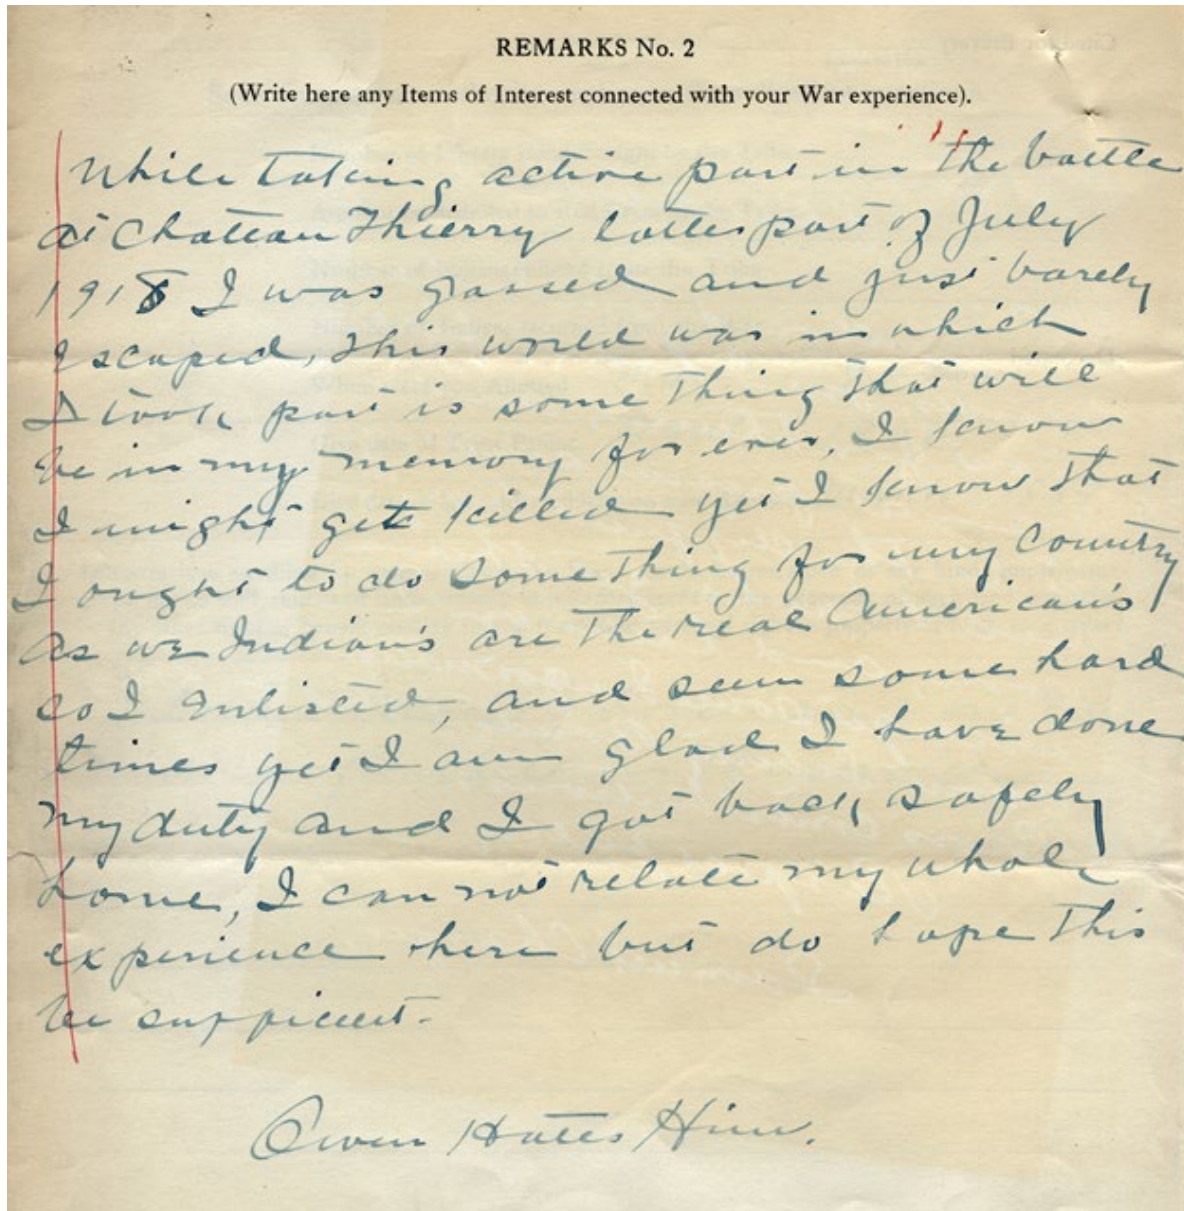 REMARKS No. 2
(Write here any Items of Interest connected with your War experience).
While taking active part in the battle
at Chattau Thierry latter part of July
1918 I was gassed and just barely
escaped, This world war in which
I took part is some thing that will
be in my memory for ever, I know
I might get killed yet I know that
I ought to do some thing for my country
as we Indian's are the real American's
so I enlisted, and seen some hard
times yet I am glad I have done
my duty and I got back safely
home, I can not relate my whole
experience here but do hope this
be suffiicent.
Owen Hates Him.